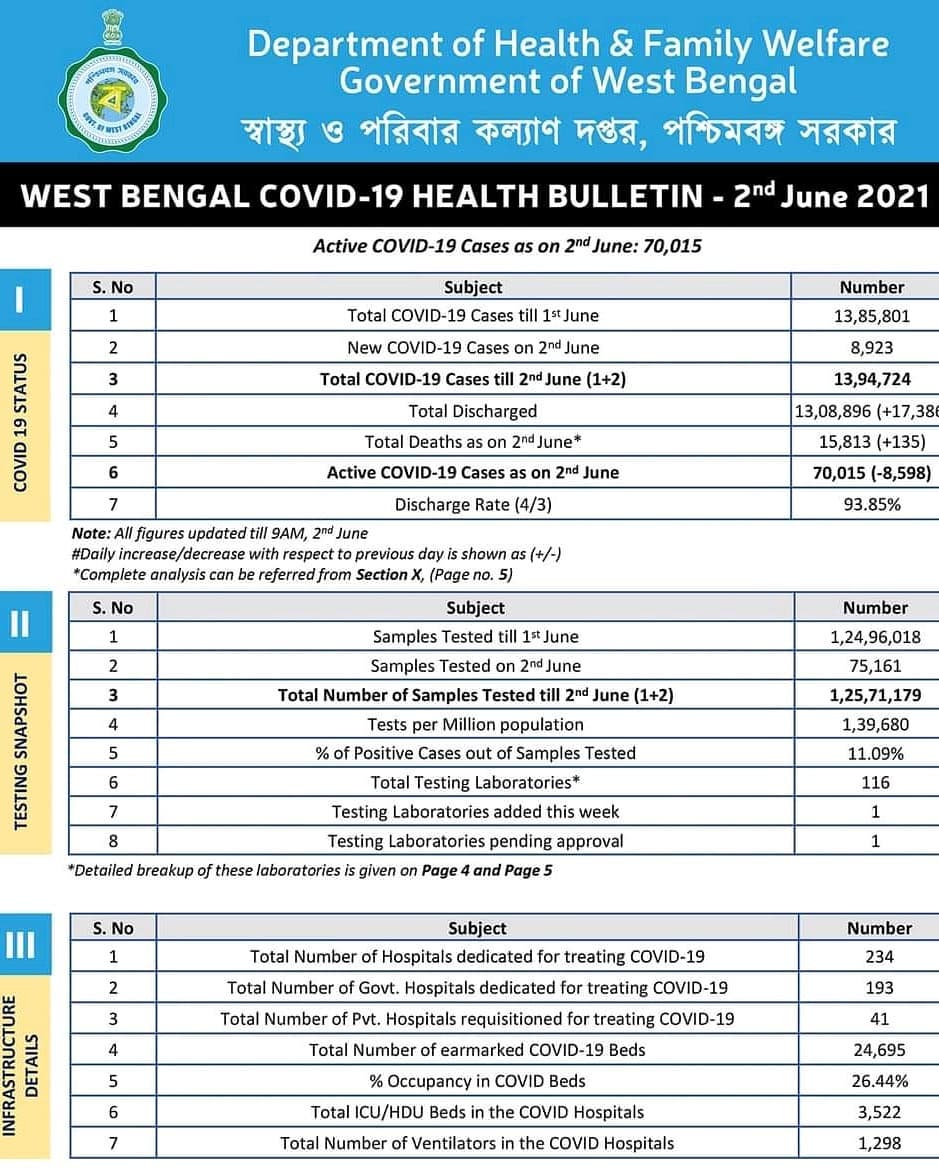 পশ্চিমবঙ্গ সরকার
GOVT. OF WEST BENGAL
Department of Health & Family Welfare
Government of West Bengal
স্বাস্থ্য ও পরিবার কল্যাণ দপ্তর, পশ্চিমবঙ্গ সরকার
WEST BENGAL COVID-19 HEALTH BULLETIN - 2nd June 2021
Active COVID-19 Cases as on 2nd June: 70,015
I
COVID 19 STATUS
S. No Subject Number
1 Total COVID-19 Cases till 1st June 13,85,801
2 New COVID-19 Cases on 2nd June 8,923
3 Total COVID-19 Cases till 2nd June (1+2) 13,94,724
4 Total Discharged 13,08,896 (+17,386
5 Total Deaths as on 2nd June* 15,813 (+135)
6 Active COVID-19 Cases as on 2nd June 70,015 (-8,598)
7 Discharge Rate (4/3) 93.85%
Note: All figures updated till 9AM, 2nd June
#Daily increase/decrease with respect to previous day is shown as (+/-)
*Complete analysis can be referred from Section X, (Page no. 5)
II
TESTING SNAPSHOT
S. No Subject Number
1 Samples Tested till 1st June 1,24,96,018
2 Samples Tested on 2nd June 75,161
3 Total Number of Samples Tested till 2nd June (1+2) 1,25,71,179
4 Tests per Million population 1,39,680
5 % of Positive Cases out of Samples Tested 11.09%
6 Total Testing Laboratories* 116
7 Testing Laboratories added this week 1
8 Testing Laboratories pending approval 1
*Detailed breakup of these laboratories is given on Page 4 and Page 5
III
INFRASTRUCTURE DETAILS
S. No Subject Number
1 Total Number of Hospitals dedicated for treating COVID-19 234
2 Total Number of Govt. Hospitals dedicated for treating COVID-19 193
3 Total Number of Pvt. Hospitals requisitioned for treating COVID-19 41
4 Total Number of earmarked COVID-19 Beds 24,695
5 % Occupancy in COVID Beds 26.44%
6 Total ICU/HDU Beds in the COVID Hospitals 3,522
7 Total Number of Ventilators in the COVID Hospitals 1,298